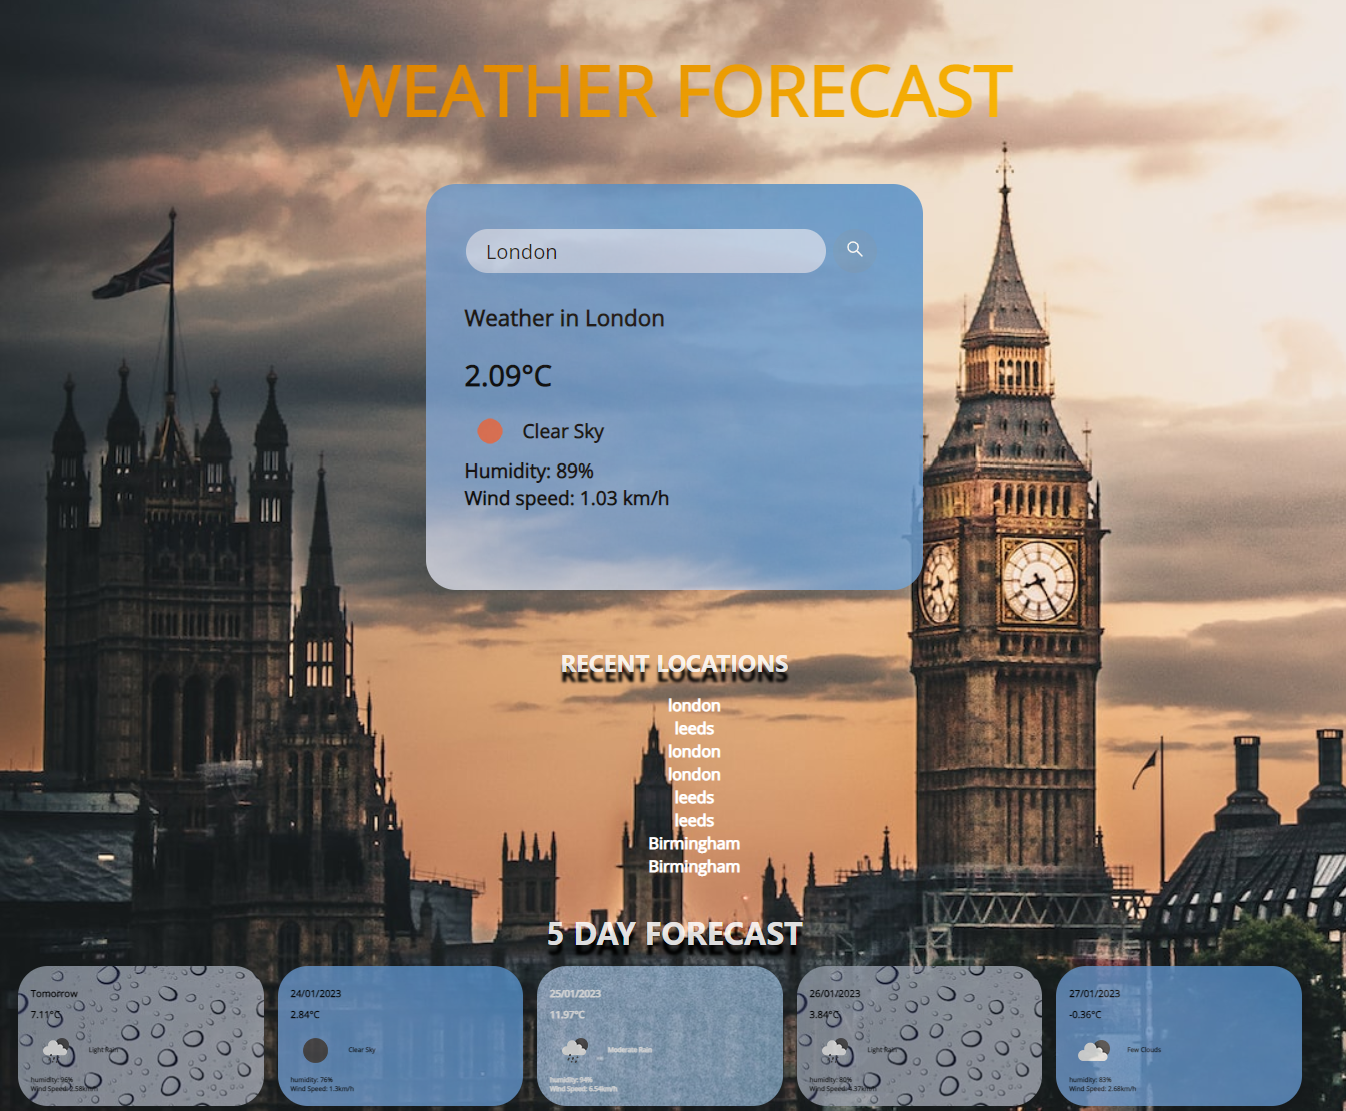 WEATHER FORECAST
London
Weather in London
2.09°C
Clear Sky
Humidity: 89%
Wind speed: 1.03 km/h
RECENT LOCATIONS
london
leeds
london
london
leeds
leeds
Birmingham
Birmingham
5 DAY FORECAST
Tomorrow
7.11°C
Light Rain
humidity: 96%
Wind Speed: 2.58km/h
24/01/2023
2.84°C
Clear Sky
humidity: 76%
Wind Speed: 1.3km/h
25/01/2023
11.97°C
Moderate Rain
humidity: 94%
Wind Speed: 6.54km/h
26/01/2023
3.84°C
Light Rain
humidity: 80%
Wind Speed: 4.37km/h
27/01/2023
-0.36°C
Few Clouds
humidity: 63%
Wind Speed: 2.68km/h